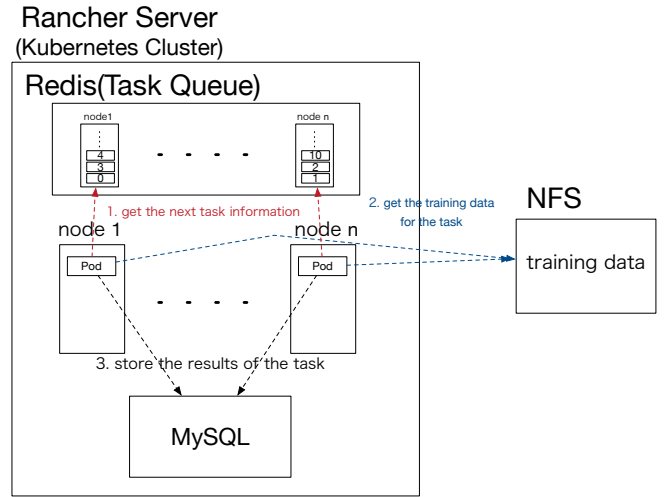 Rancher Server
(Kubernetes Cluster)
Redis(Task Queue)
node1
node n
4
3
0
10
2
1
1. get the next task information
2. get the training data
for the task
NFS
node 1
node n
Pod
Pod
training data
3. store the results of the task
MySQL